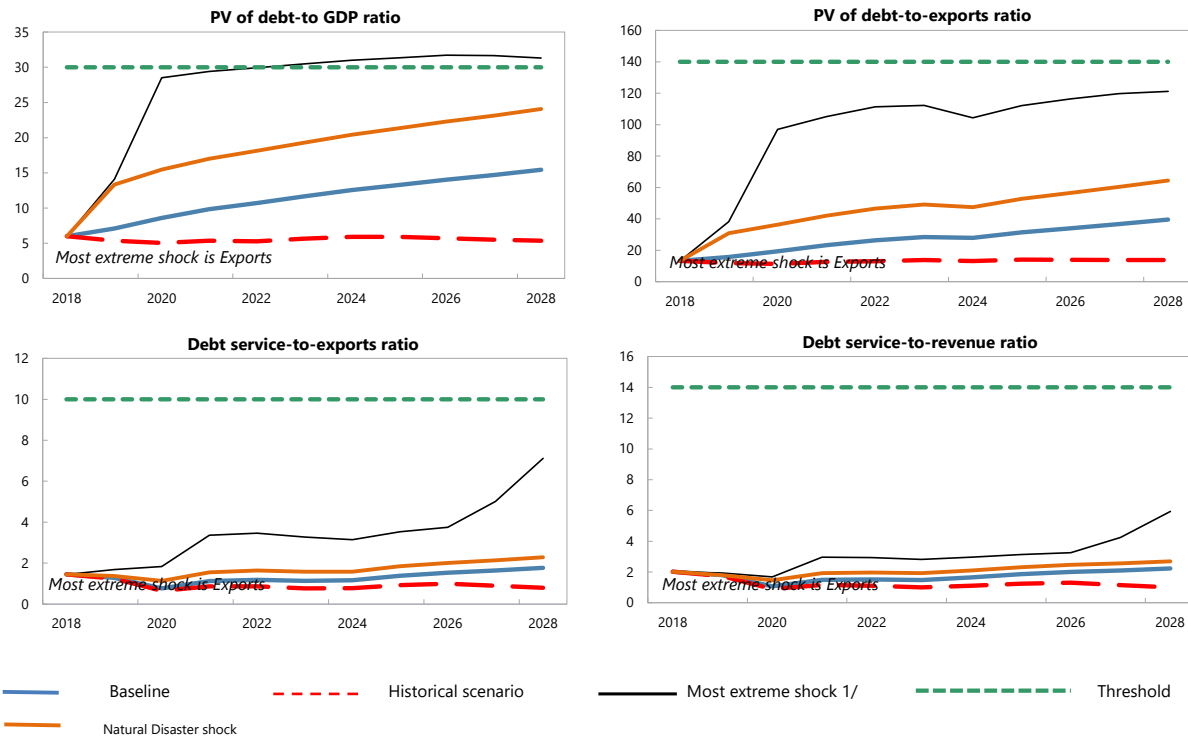 PV of debt-to GDP ratio
35
30
25
20
15
10
5
0
Most extreme shock is Exports
2018 2020 2022 2024 2026 2028
PV of debt-to-exports ratio
160
140
120
100
80
60
40
20
0
Most extreme shock is Exports
2018 2020 2022 2024 2026 2028
Debt service-to-exports ratio
12
10
8
6
4
2
0
Most extreme shock is Exports
2018 2020 2022 2024 2026 2028
Debt service-to-revenue ratio
16
14
12
10
8
6
4
2
0
Most extreme shock is Exports
2018 2020 2022 2024 2026 2028
Baseline Historical scenario Most extreme shock 1/ Threshold
Natural Disaster shock